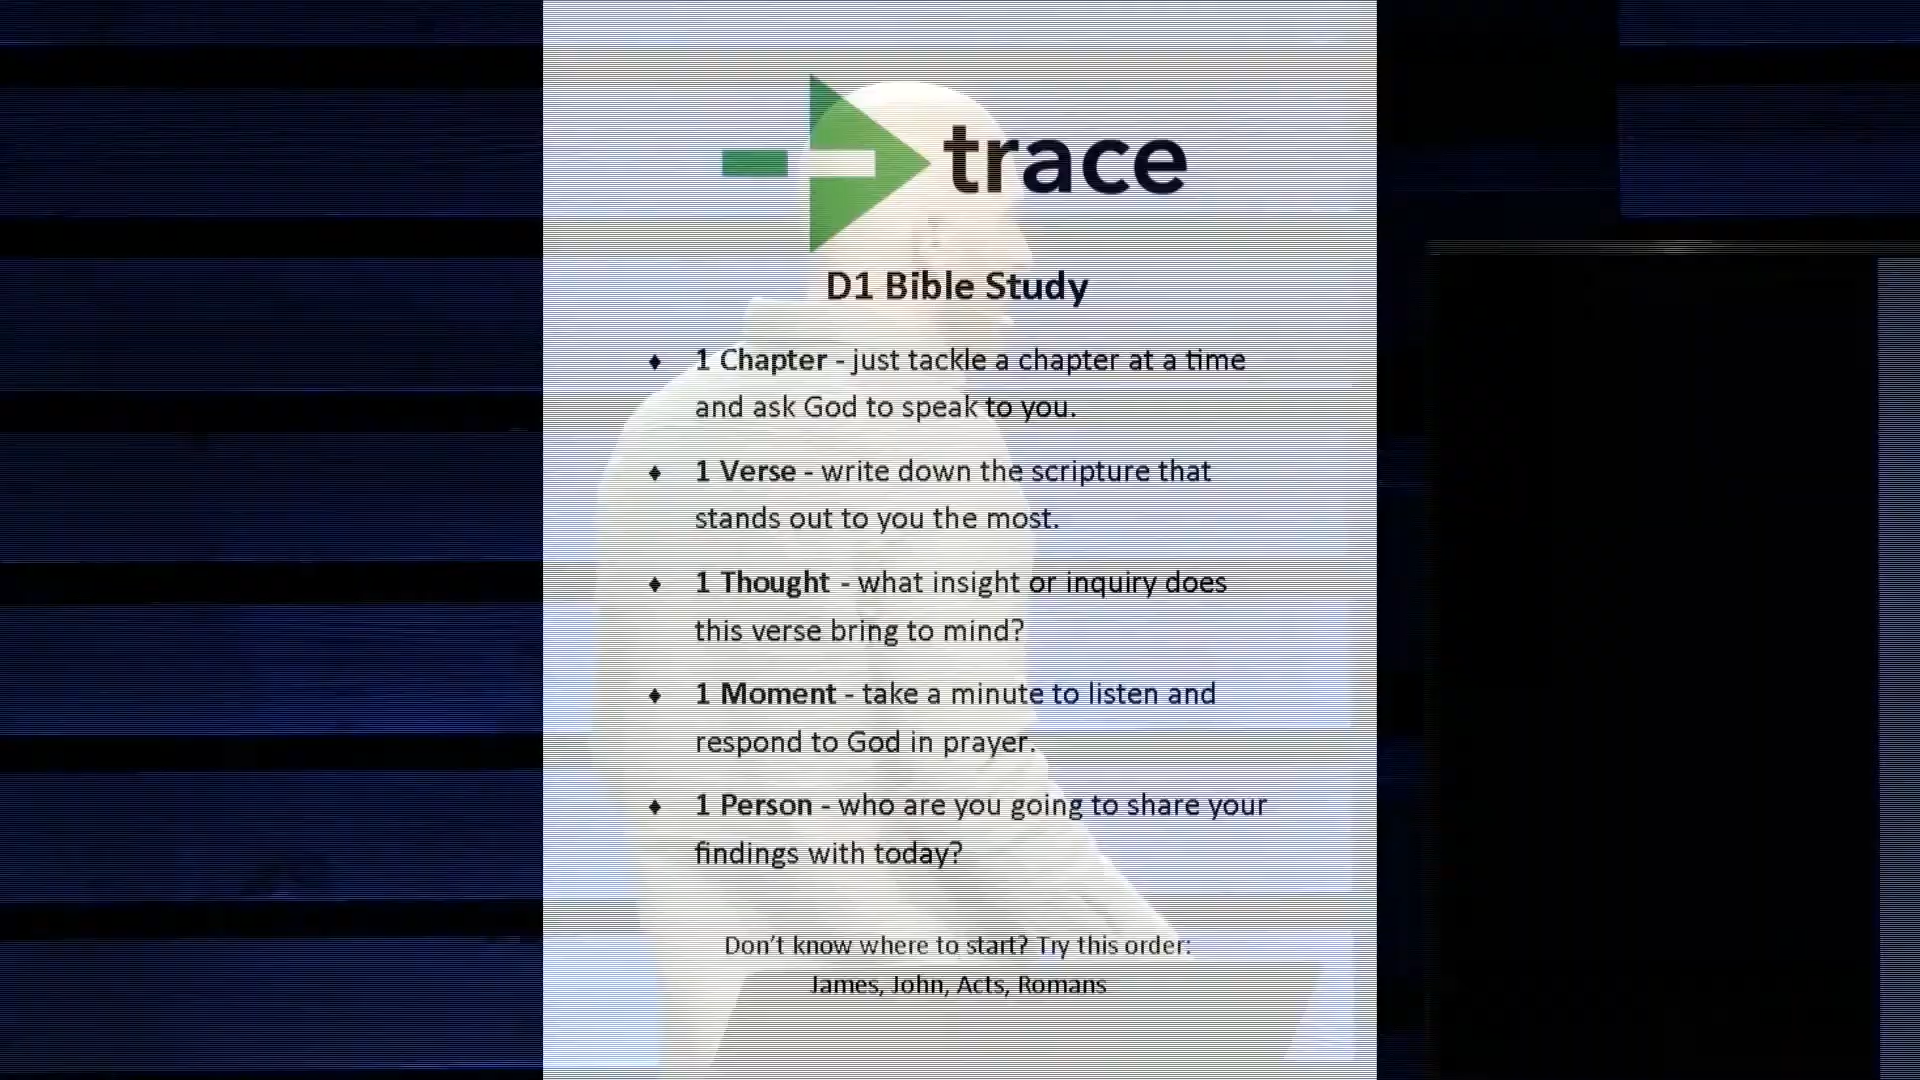 trace
D1 Bible Study
♦ 1 Chapter - just tackle a chapter at a time
and ask God to speak to you.
♦ 1 Verse - write down the scripture that
stands out to you the most.
♦ 1 Thought - what insight or inquiry does
this verse bring to mind?
♦ 1 Moment - take a minute to listen and
respond to God in prayer.
♦ 1 Person - who are you going to share your
findings with today?
Don't know where to start? Try this order:
James, John, Acts, Romans